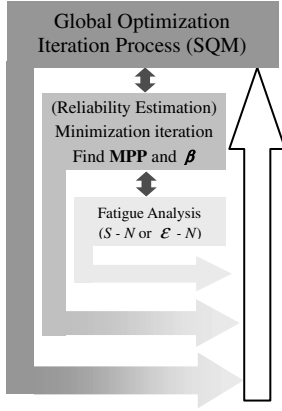 Global Optimization
Iteration Process (SQM)
(Reliability Estimation)
Minimization iteration
Find MPP and β
Fatigue Analysis
(S - N or ε - N)